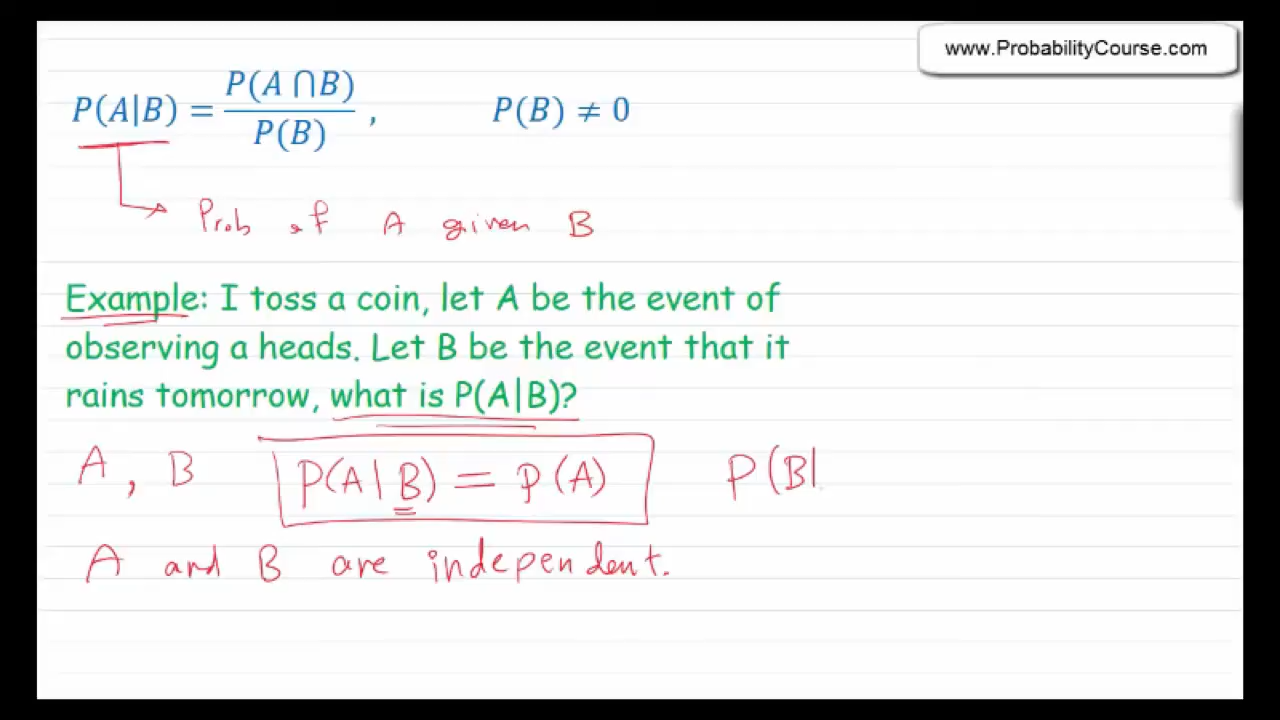 www.ProbabilityCourse.com
P(A|B) = P(A ⋂ B) / P(B) , P(B) ≠ 0
Prob of A given B
Example: I toss a coin, let A be the event of
observing a heads. Let B be the event that it
rains tomorrow, what is P(A|B)?
A , B P(A|B) = P(A) P(B|
A and B are independent.